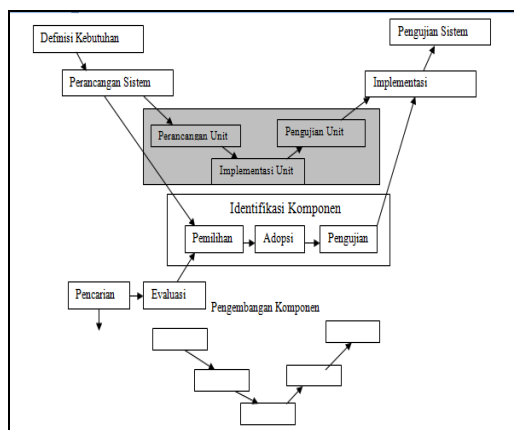 Definisi Kebutuhan
Pengujian Sistem
Perancangan Sistem
Implementasi
Perancangan Unit
Pengujian Unit
Implementasi Unit
Identifikasi Komponen
Pemilihan
Adopsi
Pengujian
Pencarian
Evaluasi
Pengembangan Komponen